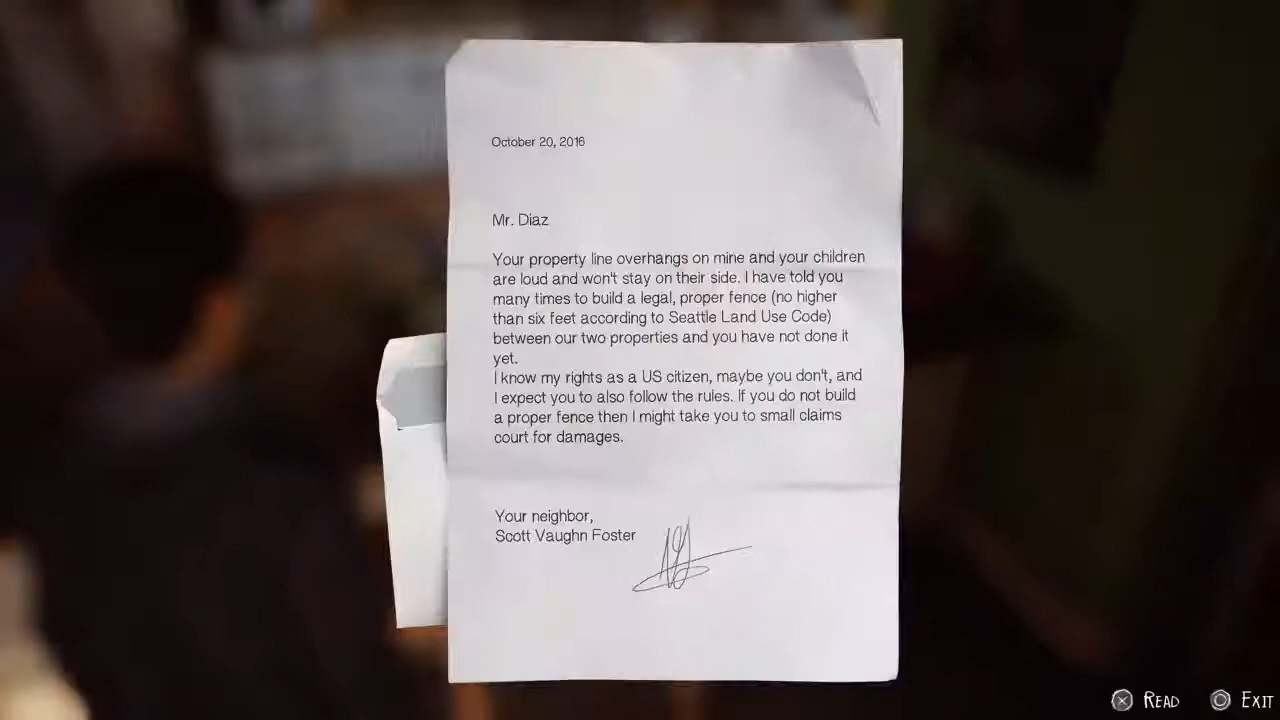 October 20, 2016
Mr. Diaz
Your property line overhangs on mine and your children
are loud and won't stay on their side. I have told you
many times to build a legal, proper fence (no higher
than six feet according to Seattle Land Use Code)
between our two properties and you have not done it
yet.
I know my rights as a US citizen, maybe you don't, and
I expect you to also follow the rules. If you do not build
a proper fence then I might take you to small claims
court for damages.
Your neighbor,
Scott Vaughn Foster
READ EXIT